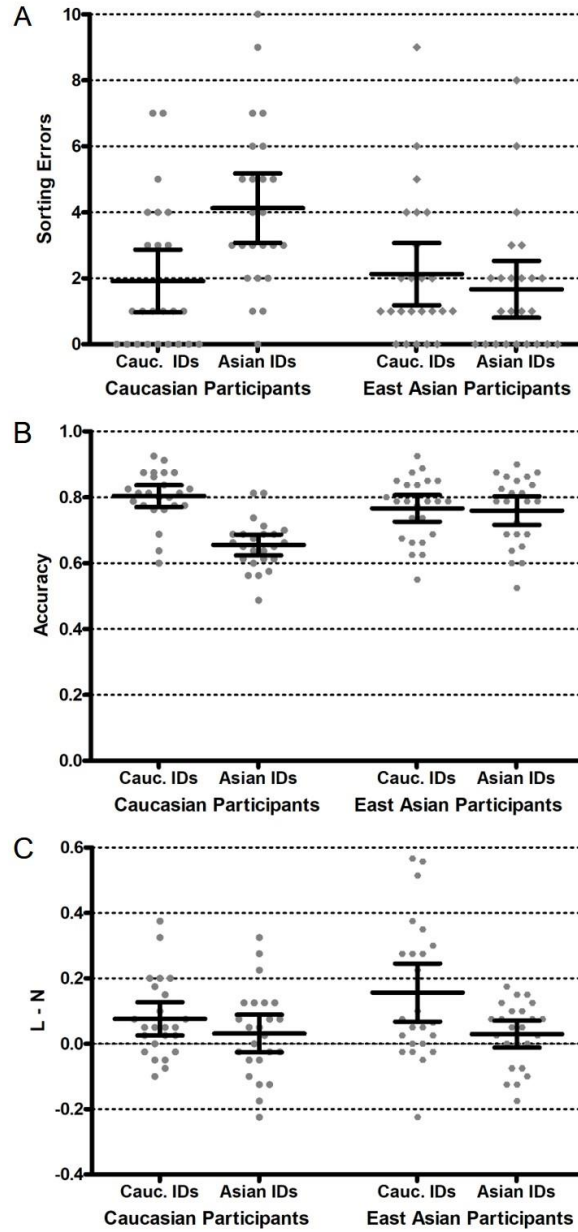 A
10
8
6
4
2
0
Sorting Errors
Cauc. IDs Asian IDs Cauc. IDs Asian IDs
Caucasian Participants East Asian Participants
B
1.0
0.8
0.6
0.4
0.2
0.0
Accuracy
Cauc. IDs Asian IDs Cauc. IDs Asian IDs
Caucasian Participants East Asian Participants
C
0.6
0.4
0.2
0.0
-0.2
-0.4
L - N
Cauc. IDs Asian IDs Cauc. IDs Asian IDs
Caucasian Participants East Asian Participants